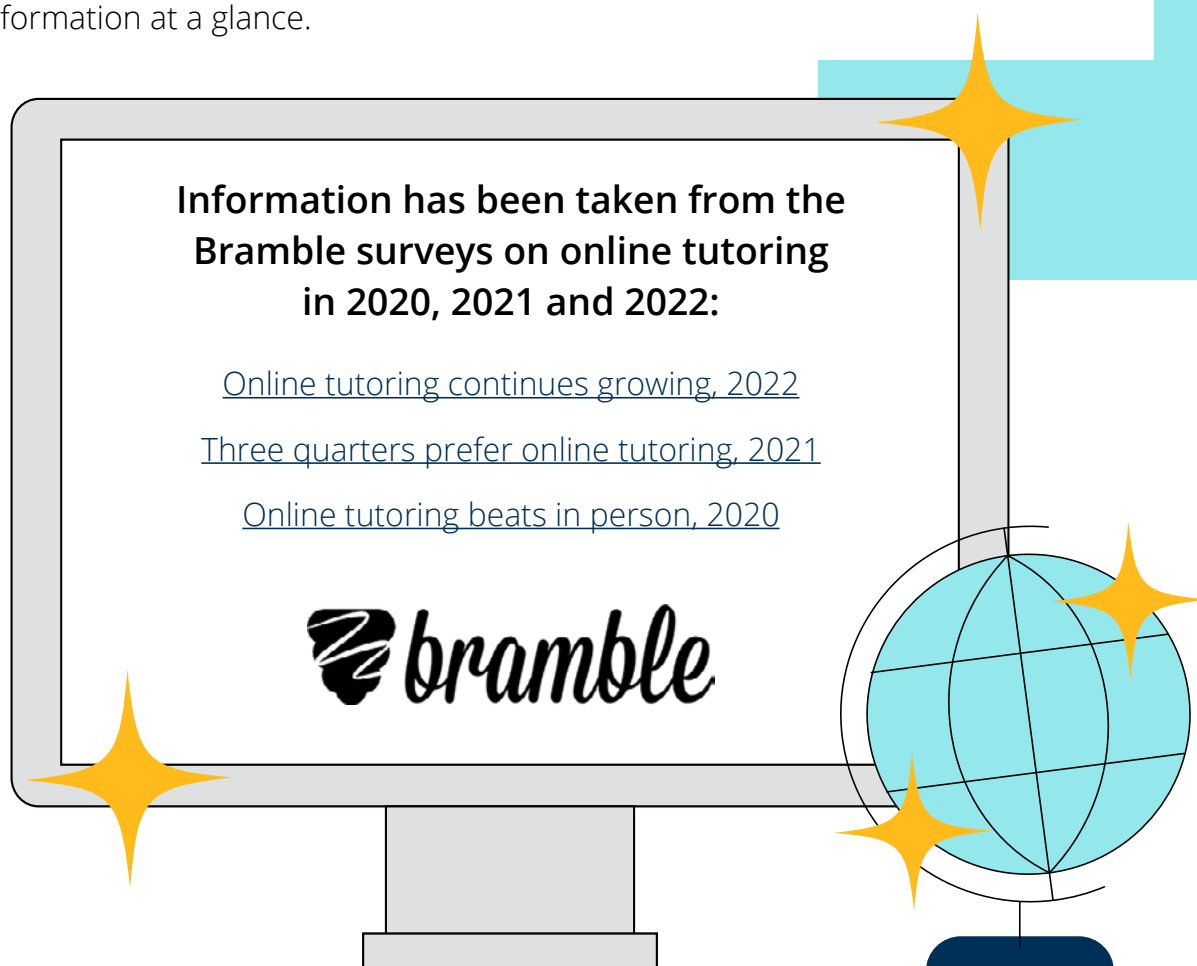 formation at a glance.
Information has been taken from the
Bramble surveys on online tutoring
in 2020, 2021 and 2022:
Online tutoring continues growing, 2022
Three quarters prefer online tutoring, 2021
Online tutoring beats in person, 2020
bramble